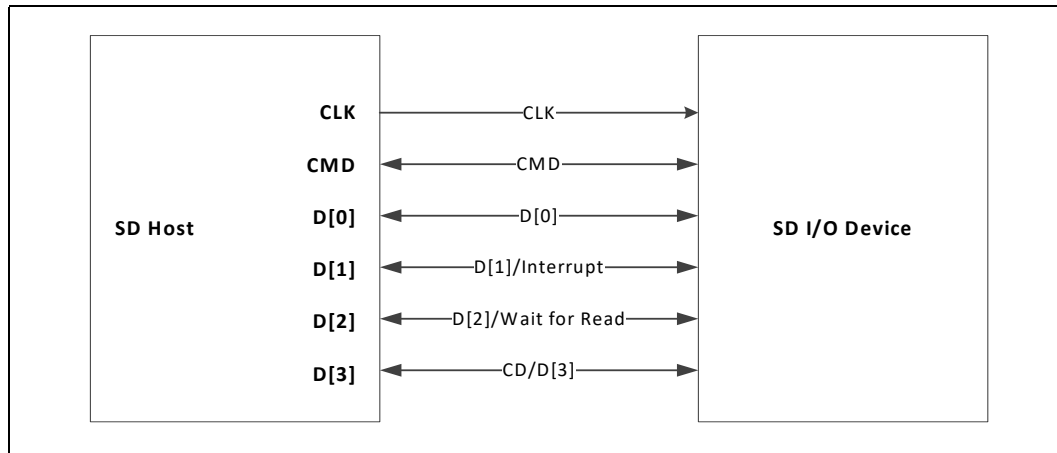 CLK CLK
CMD CMD
D[0] D[0]
SD Host SD I/O Device
D[1] D[1]/Interrupt
D[2] D[2]/Wait for Read
D[3] CD/D[3]